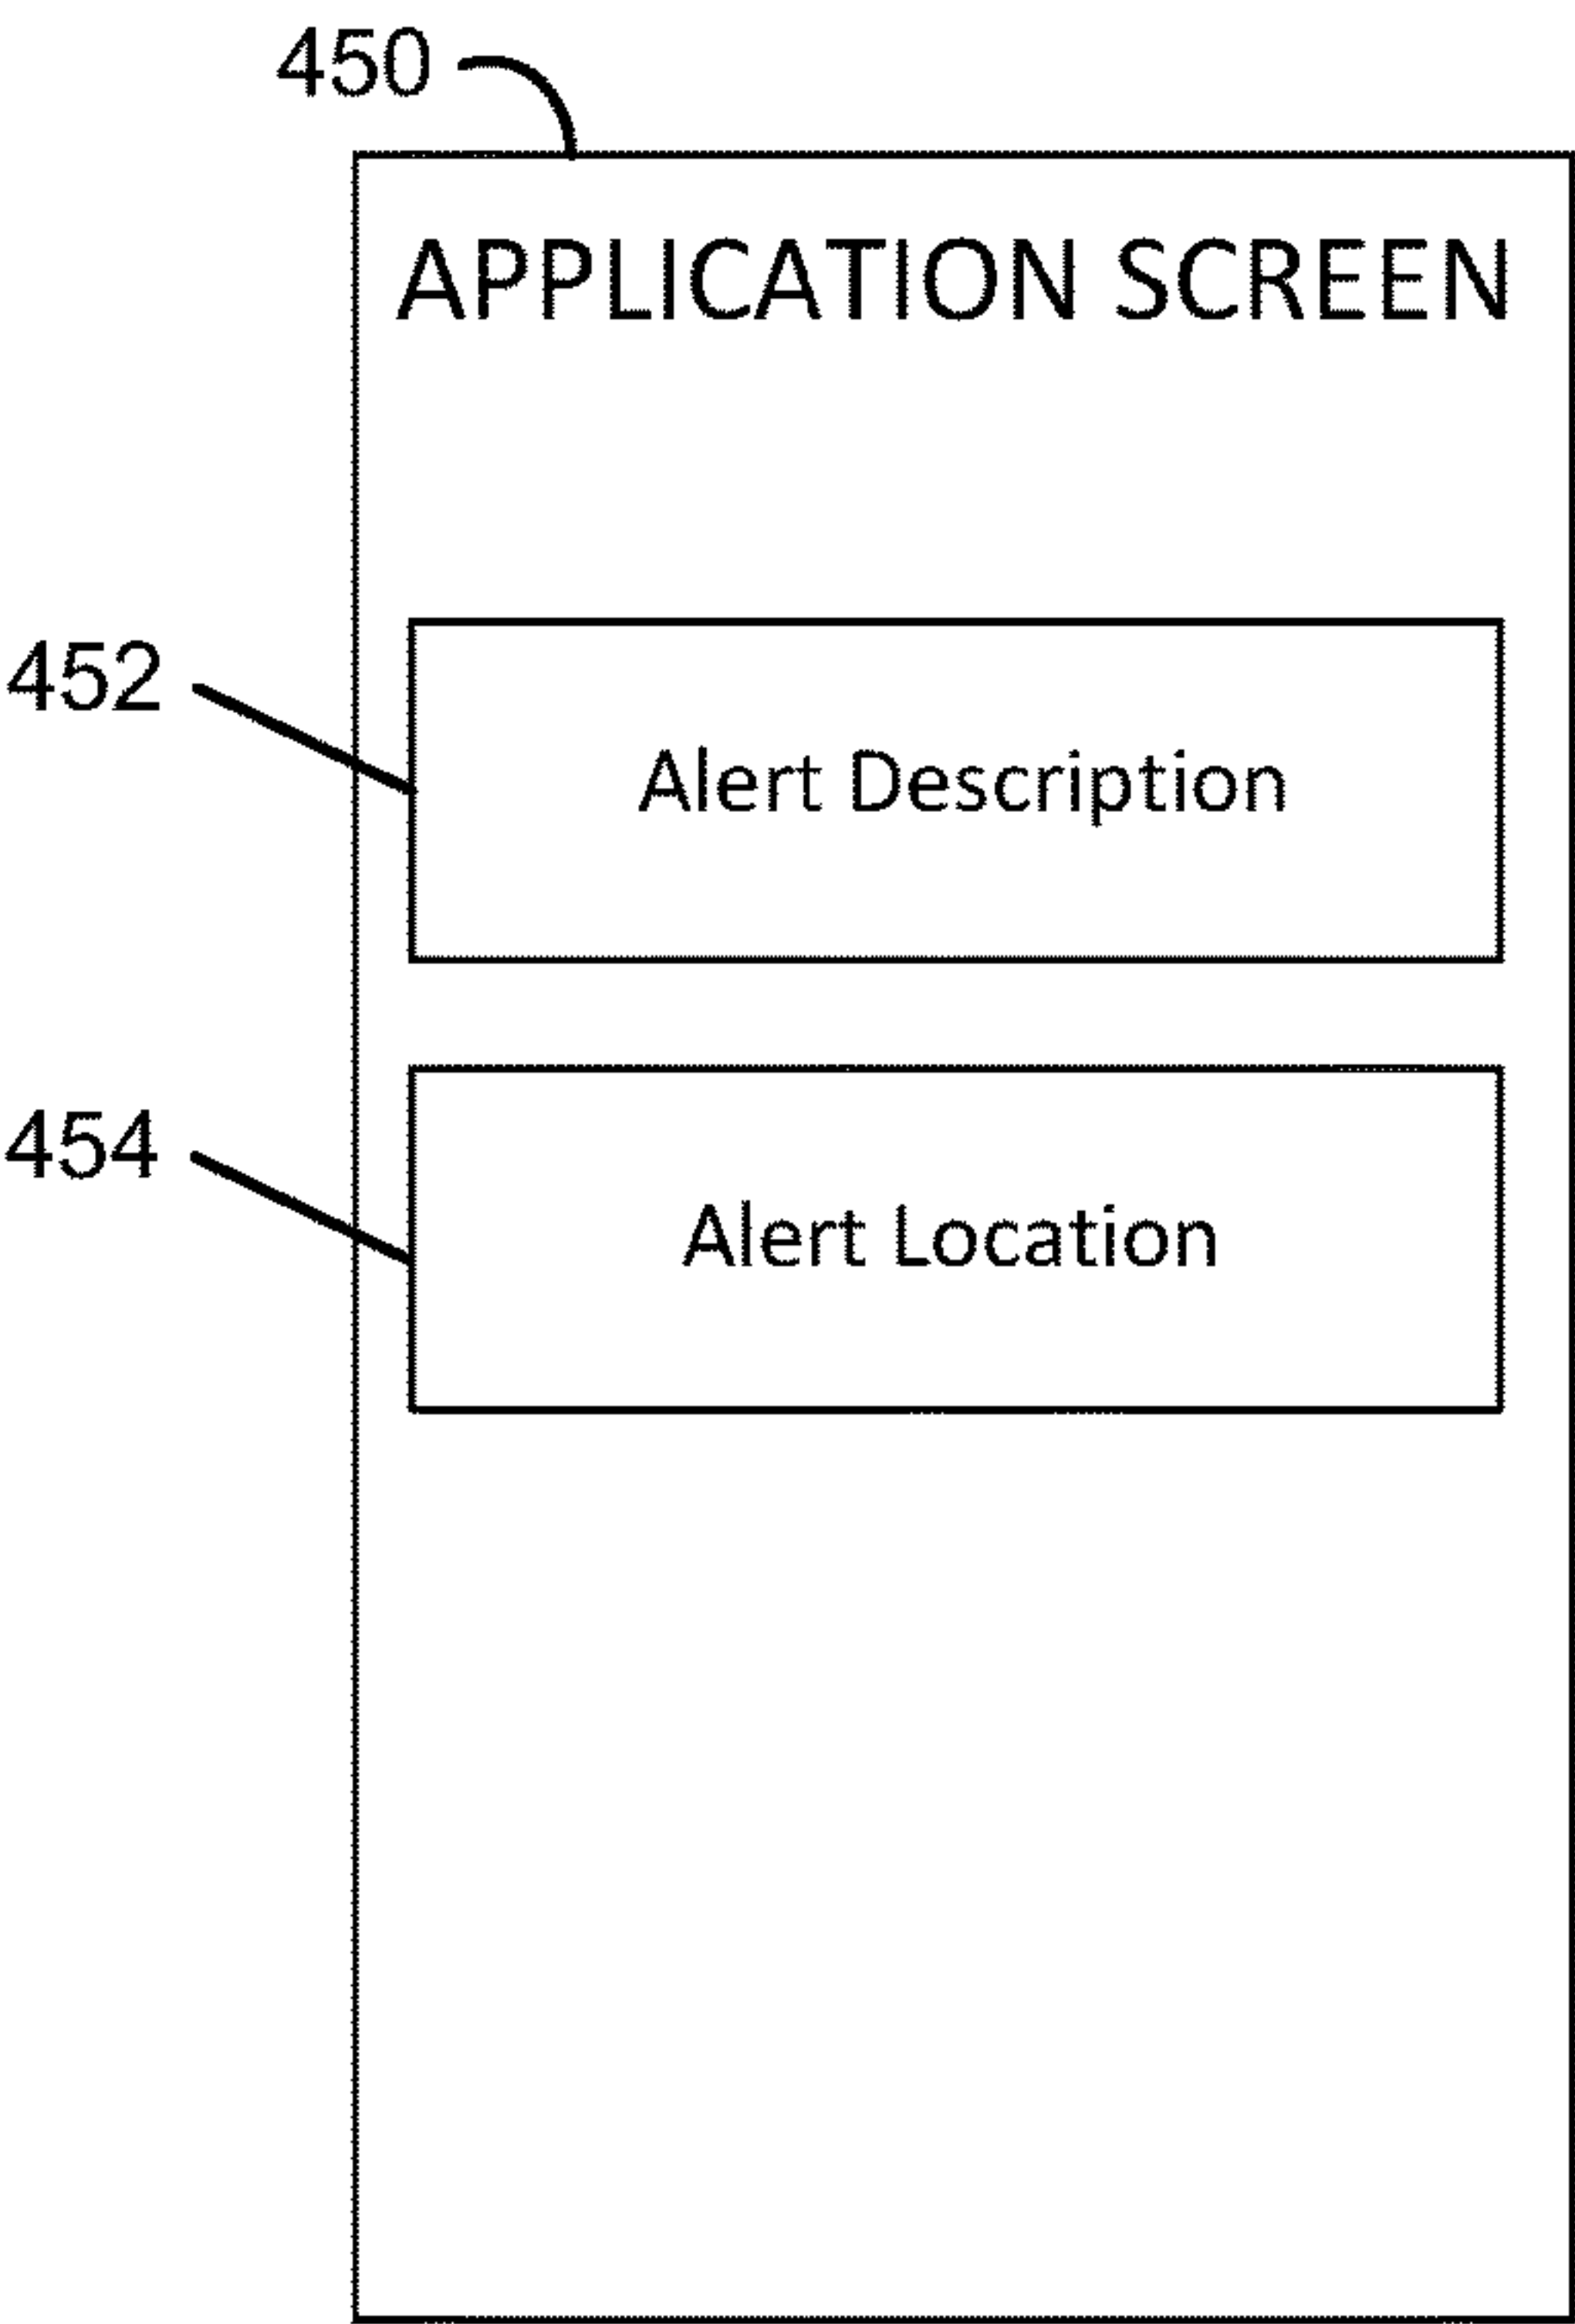 450
APPLICATION SCREEN
452
Alert Description
454
Alert Location